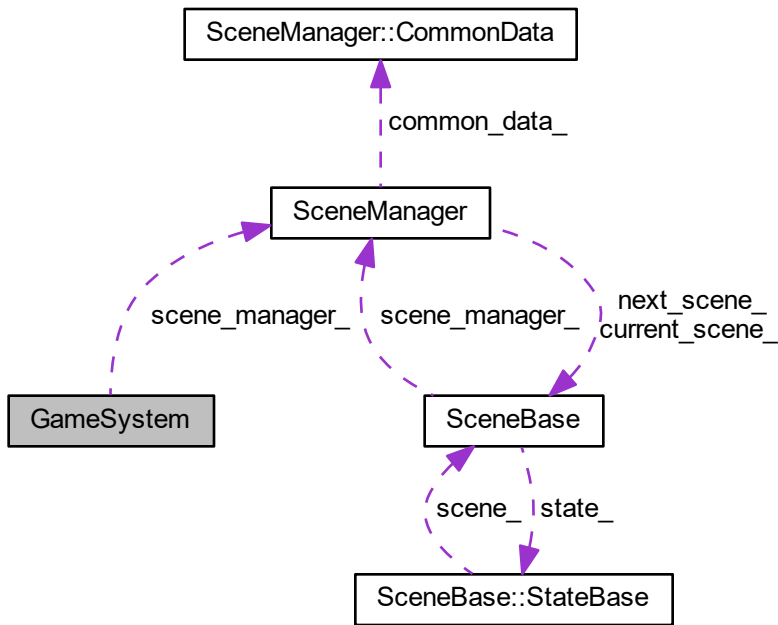 SceneManager::CommonData
common_data_
SceneManager
next_scene_
current_scene_
scene_manager_
scene_manager_
GameSystem
SceneBase
scene_
state_
SceneBase::StateBase